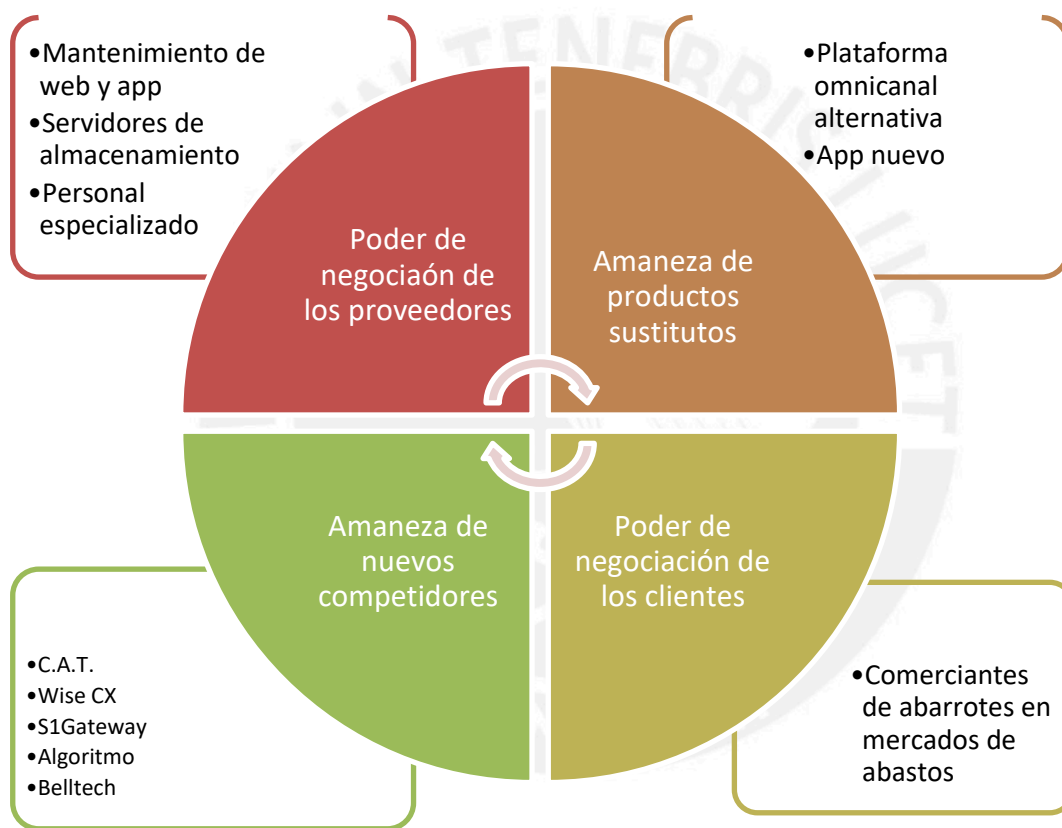 •Mantenimiento de
web y app
•Servidores de
almacenamiento
•Personal
especializado
•Plataforma
omnicanal
alternativa
•App nuevo
Poder de
negociaón de
los proveedores
Amaneza de
productos
sustitutos
Amaneza de
nuevos
competidores
Poder de
negociación de
los clientes
•C.A.T.
•Wise CX
•S1Gateway
•Algoritmo
•Belltech
•Comerciantes
de abarrotes en
mercados de
abastos
TENEBRIS LUCET